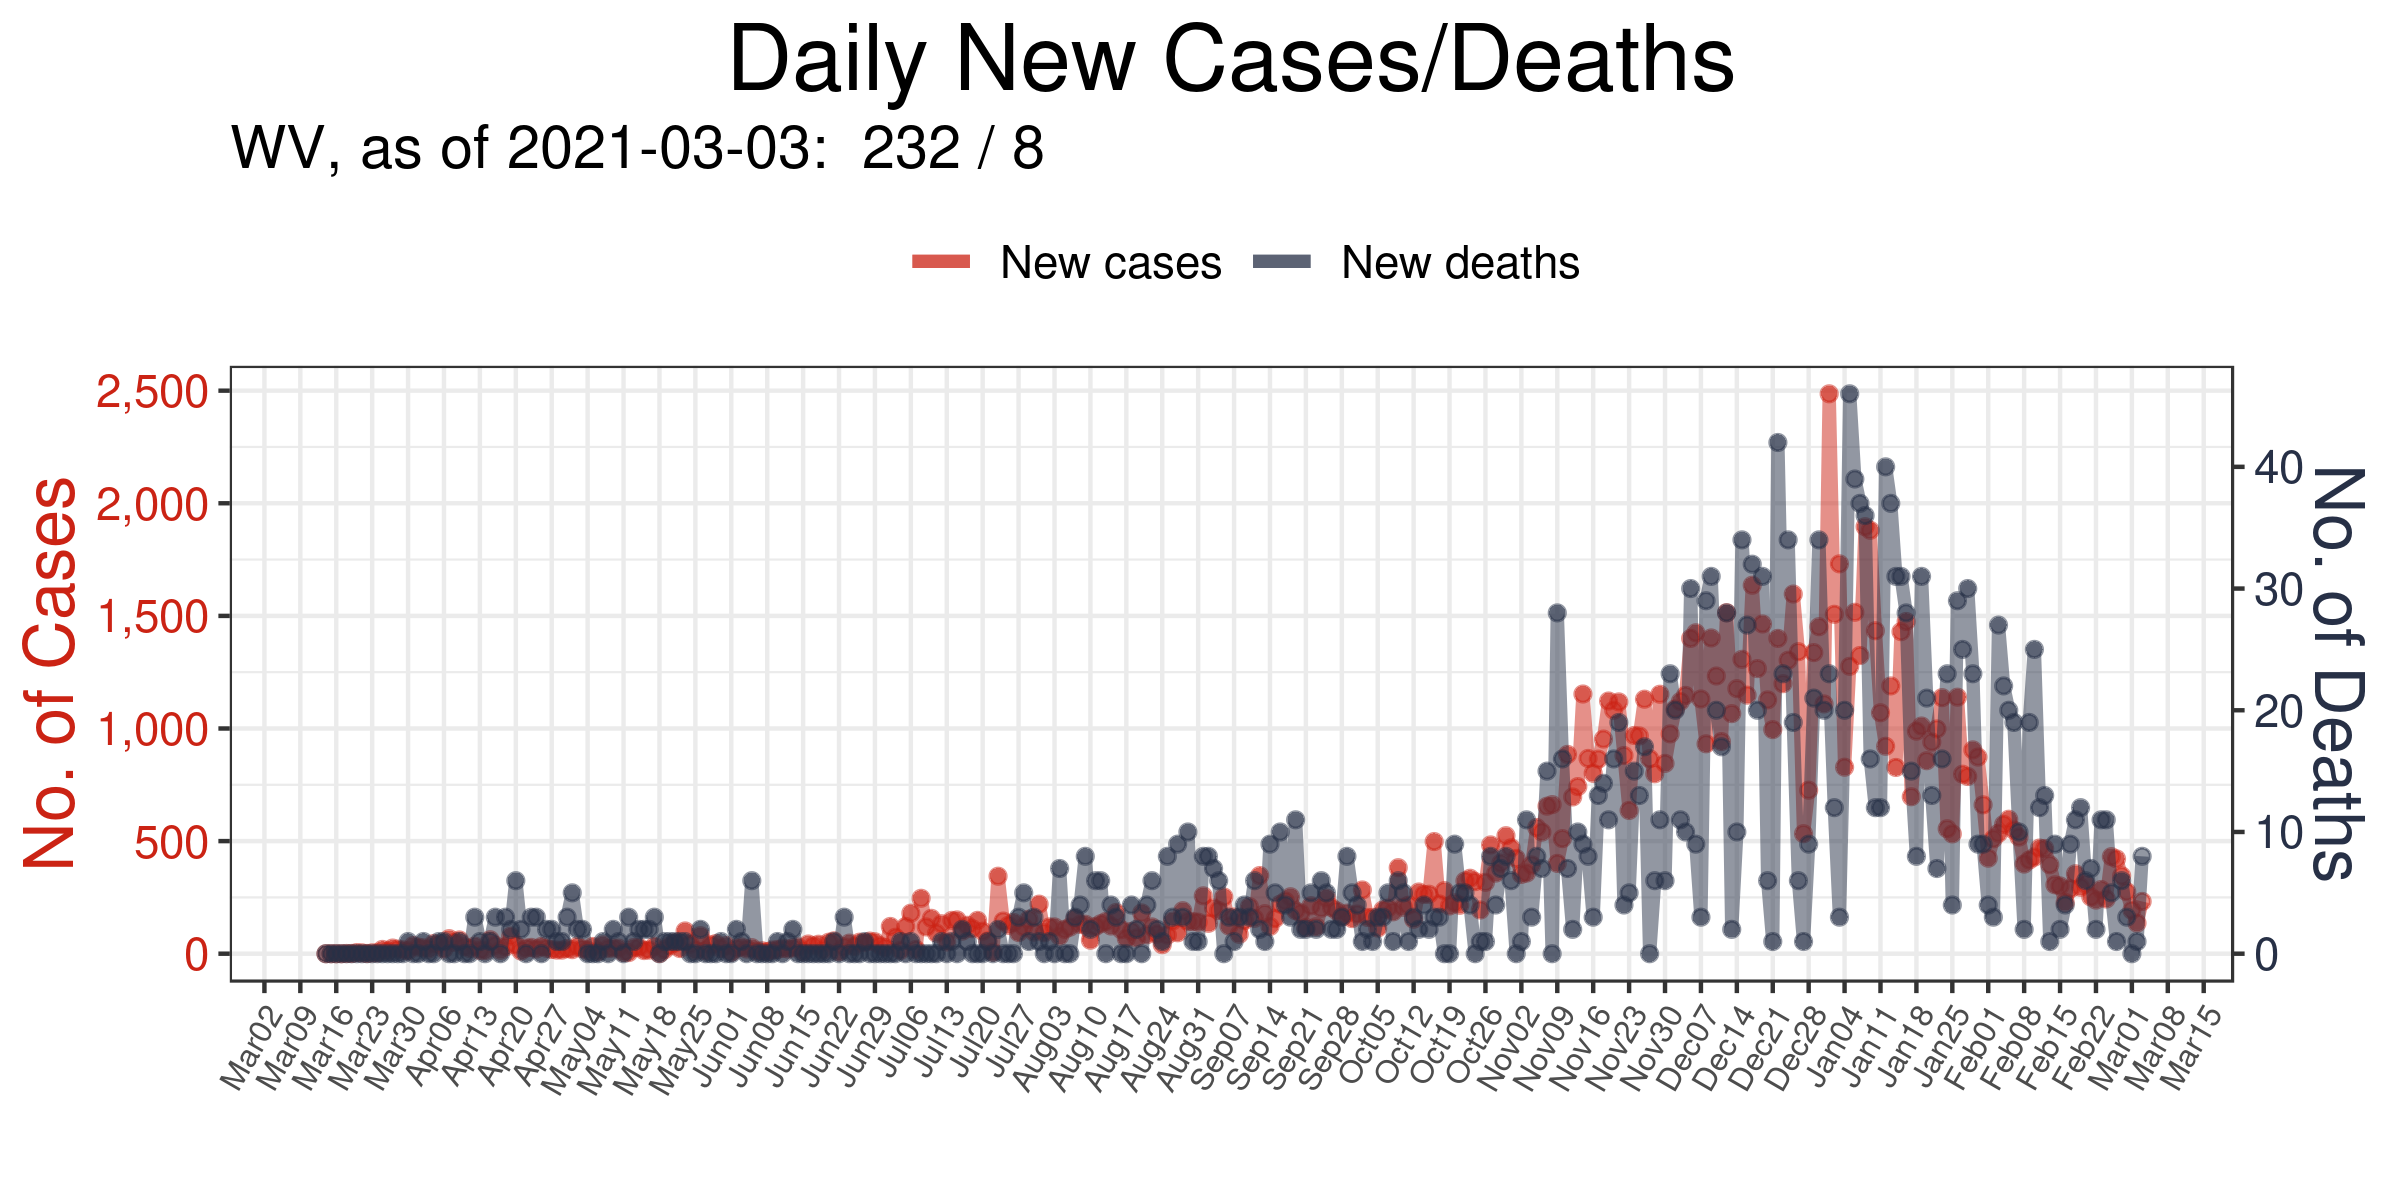 Daily New Cases/Deaths
WV, as of 2021-03-03:  232 / 8
New cases
New deaths
No. of Cases
2,500
2,000
1,500
1,000
500
0
40
30
20
10
0
No. of Deaths
Mar02
Mar09
Mar16
Mar23
Mar30
Apr06
Apr13
Apr20
Apr27
May04
May11
May18
May25
Jun01
Jun08
Jun15
Jun22
Jun29
Jul06
Jul13
Jul20
Jul27
Aug03
Aug10
Aug17
Aug24
Aug31
Sep07
Sep14
Sep21
Sep28
Oct05
Oct12
Oct19
Oct26
Nov02
Nov09
Nov16
Nov23
Nov30
Dec07
Dec14
Dec21
Dec28
Jan04
Jan11
Jan18
Jan25
Feb01
Feb08
Feb15
Feb22
Mar01
Mar08
Mar15